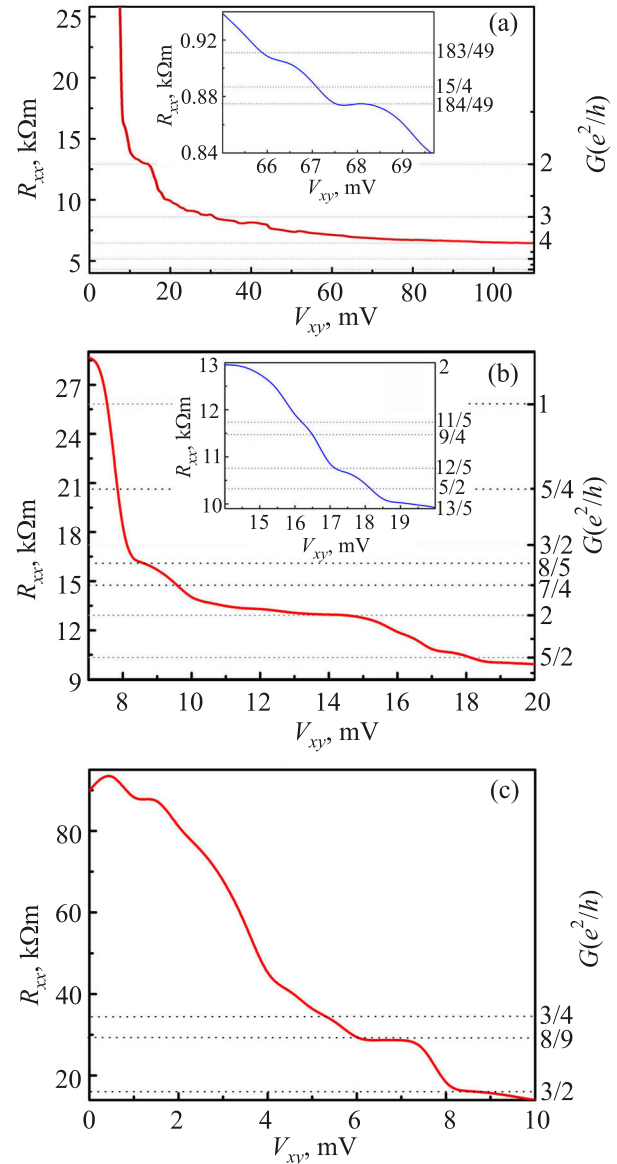 (a)
25
20
15
10
5
R_xx, kΩm
0 20 40 60 80 100
V_xy, mV
2
3
4
G(e²/h)
0.92
0.88
0.84
R_xx, kΩm
66 67 68 69
V_xy, mV
183/49
15/4
184/49
(b)
27
24
21
18
15
12
9
R_xx, kΩm
8 10 12 14 16 18 20
V_xy, mV
1
5/4
3/2
8/5
7/4
2
5/2
G(e²/h)
13
12
11
10
R_xx, kΩm
15 16 17 18 19
V_xy, mV
2
11/5
9/4
12/5
5/2
13/5
(c)
80
60
40
20
R_xx, kΩm
0 2 4 6 8 10
V_xy, mV
3/4
8/9
3/2
G(e²/h)